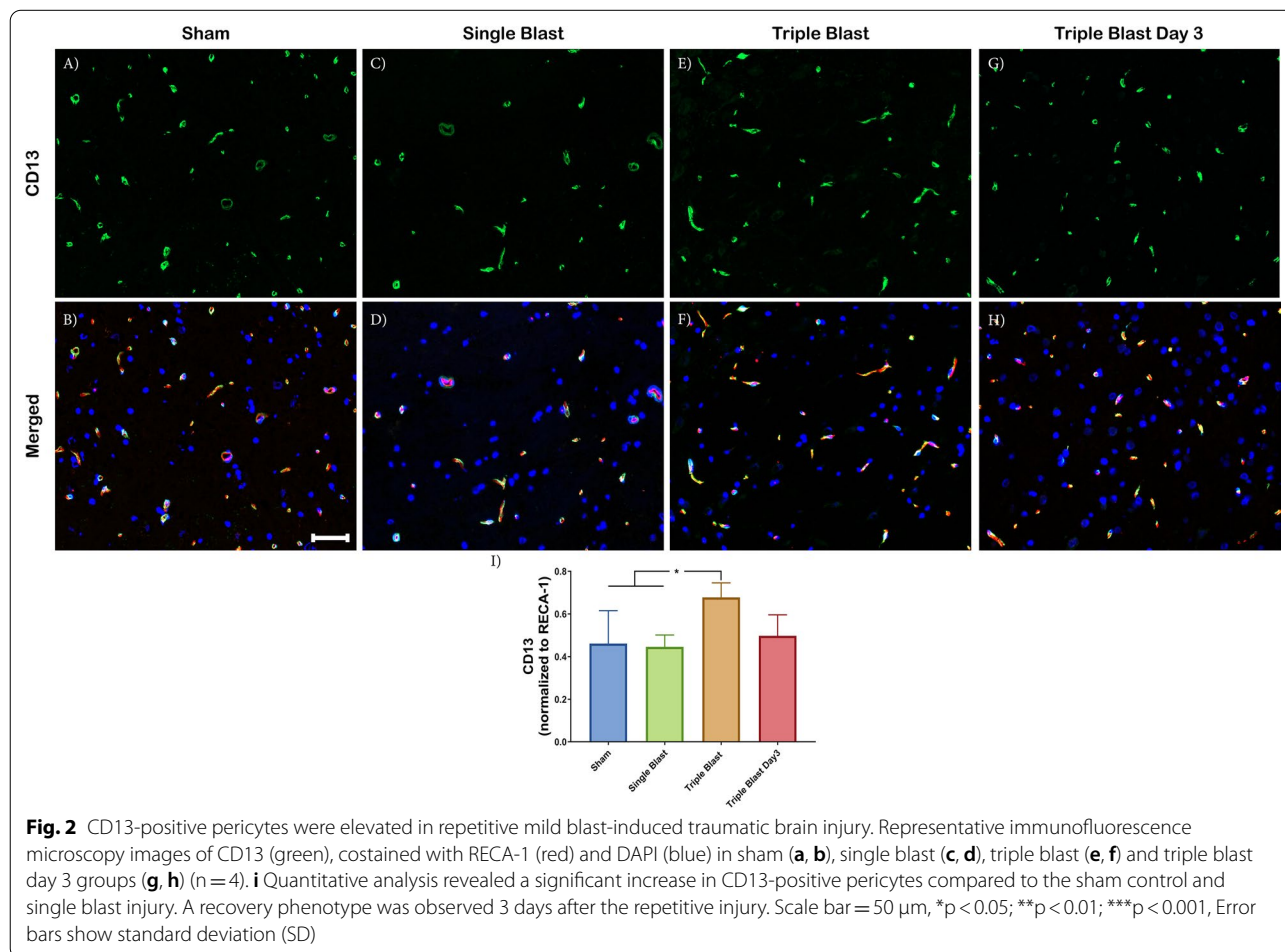 Sham
Single Blast
Triple Blast
Triple Blast Day 3
CD13
A)
C)
E)
G)
Merged
B)
D)
F)
H)
I)
CD13
(normalized to RECA-1)
0.8
0.6
0.4
0.2
0.0
*
Sham
Single Blast
Triple Blast
Triple Blast Day3
Fig. 2 CD13-positive pericytes were elevated in repetitive mild blast-induced traumatic brain injury. Representative immunofluorescence
microscopy images of CD13 (green), costained with RECA-1 (red) and DAPI (blue) in sham (a, b), single blast (c, d), triple blast (e, f) and triple blast
day 3 groups (g, h) (n = 4). i Quantitative analysis revealed a significant increase in CD13-positive pericytes compared to the sham control and
single blast injury. A recovery phenotype was observed 3 days after the repetitive injury. Scale bar = 50 μm, *p < 0.05; **p < 0.01; ***p < 0.001, Error
bars show standard deviation (SD)